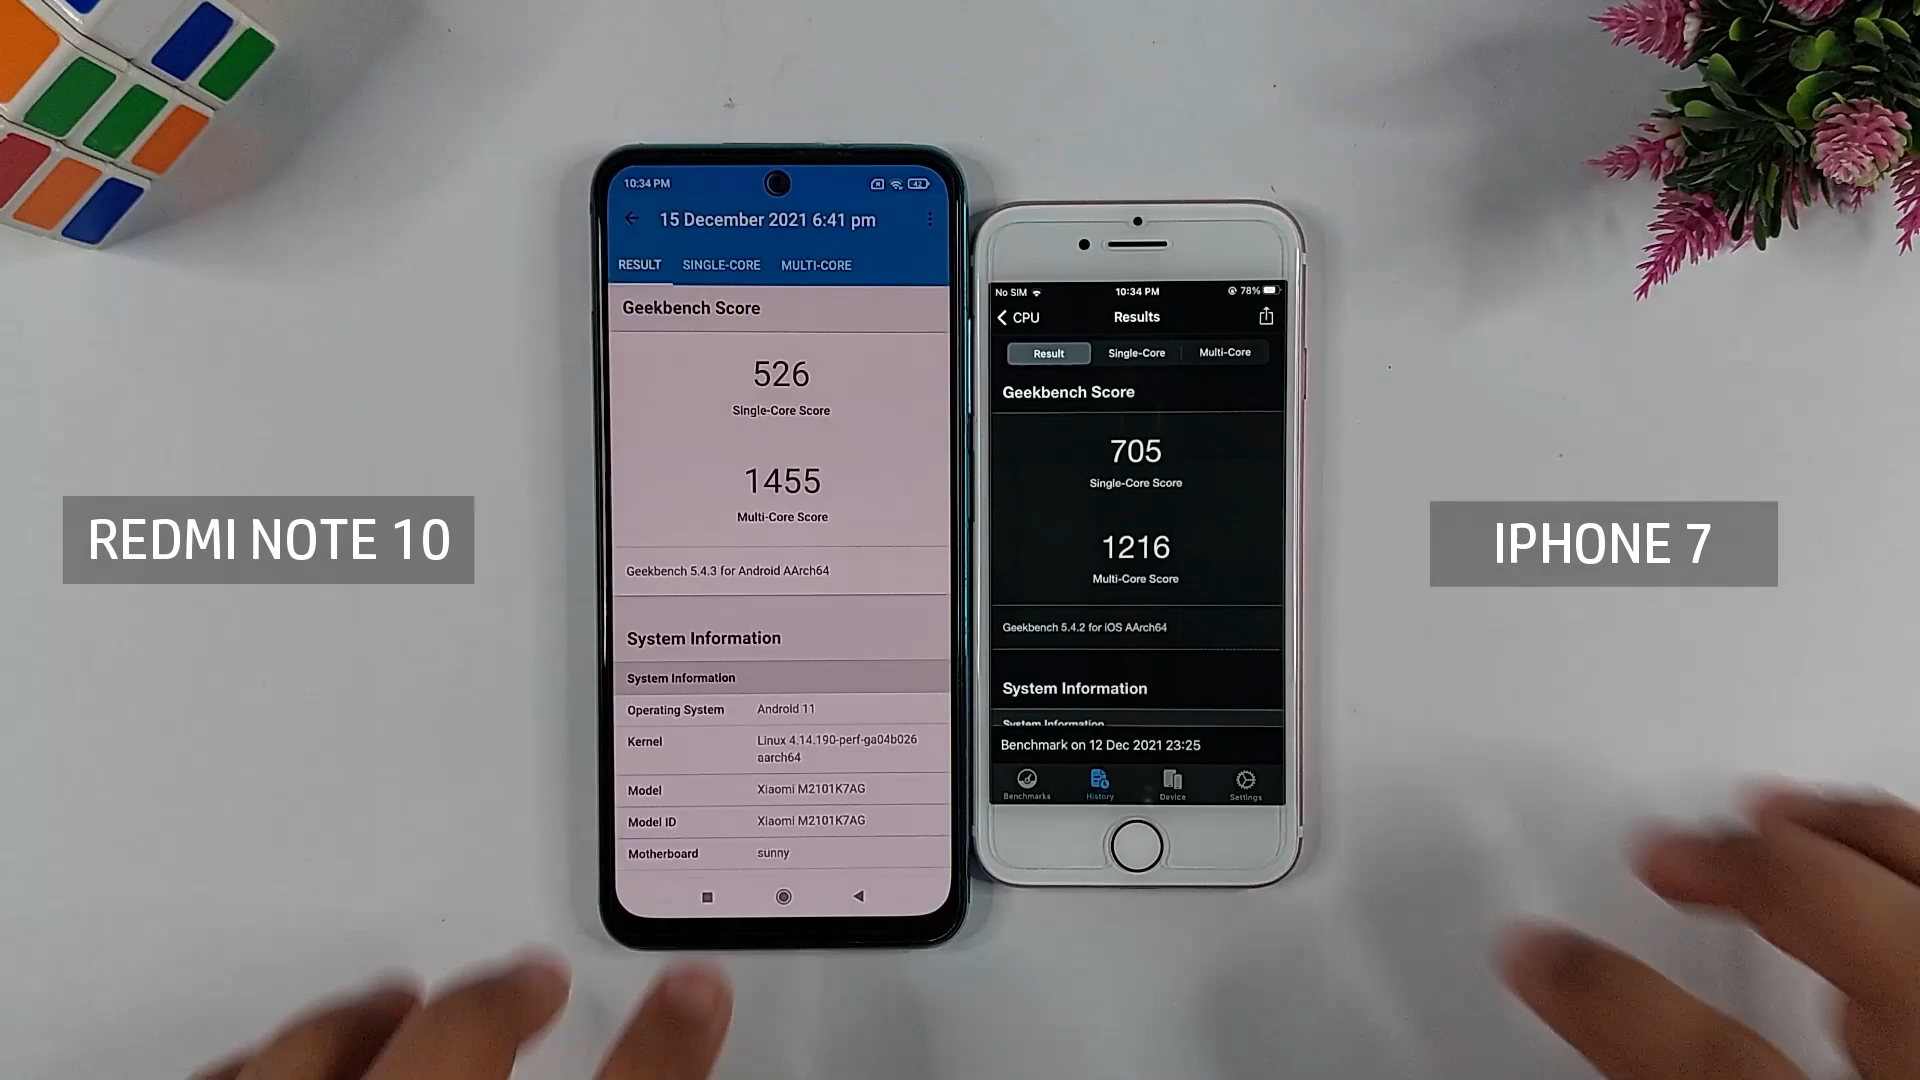 REDMI NOTE 10
10:34 PM
42
15 December 2021 6:41 pm
RESULT SINGLE-CORE MULTI-CORE
Geekbench Score
526
Single-Core Score
1455
Multi-Core Score
Geekbench 5.4.3 for Android AArch64
System Information
System Information
Operating System Android 11
Kernel Linux 4.14.190-perf-ga04b026
aarch64
Model Xiaomi M2101K7AG
Model ID Xiaomi M2101K7AG
Motherboard sunny
No SIM 10:34 PM 78%
CPU Results
Result Single-Core Multi-Core
Geekbench Score
705
Single-Core Score
1216
Multi-Core Score
Geekbench 5.4.2 for iOS AArch64
System Information
System Information
Benchmark on 12 Dec 2021 23:25
Benchmarks History Device Settings
IPHONE 7